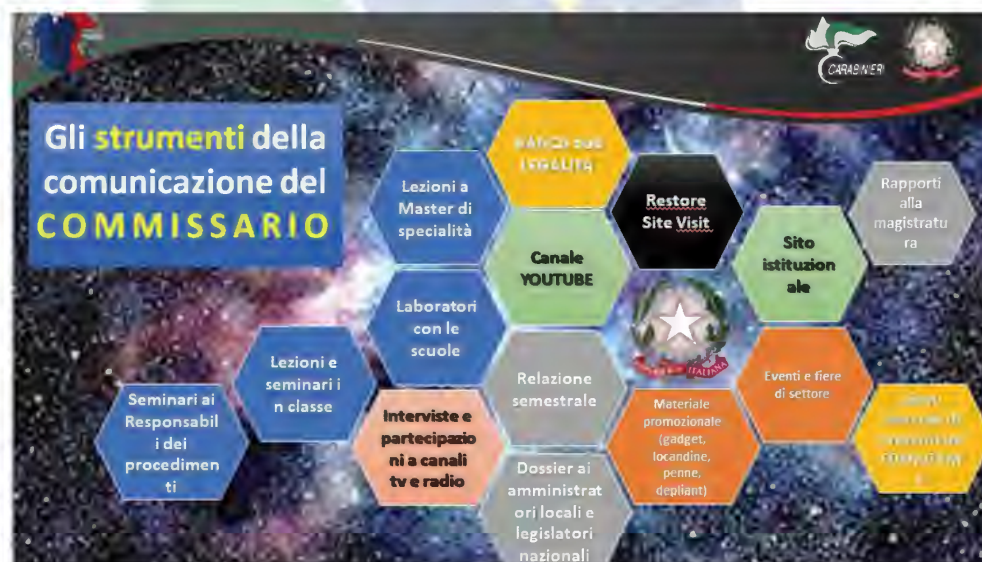 CARABINIERI
Gli strumenti della
comunicazione del
COMMISSARIO
LEGALITÀ
Lezioni a
Master di
specialità
Restore
Site Visit
Rapporti
alla
magistratu
ra
Canale
YOUTUBE
Sito
istituzion
ale
Laboratori
con le
scuole
ITALIANA
Lezioni e
seminari i
n classe
Relazione
semestrale
Eventi e fiere
di settore
Seminari ai
Responsabil
i dei
procedimen
ti
Interviste e
partecipazio
ni a canali
tv e radio
Materiale
promozionale
(gadget,
locandine,
penne,
depliant)
Dossier ai
amministrat
ori locali e
legislatori
nazionali